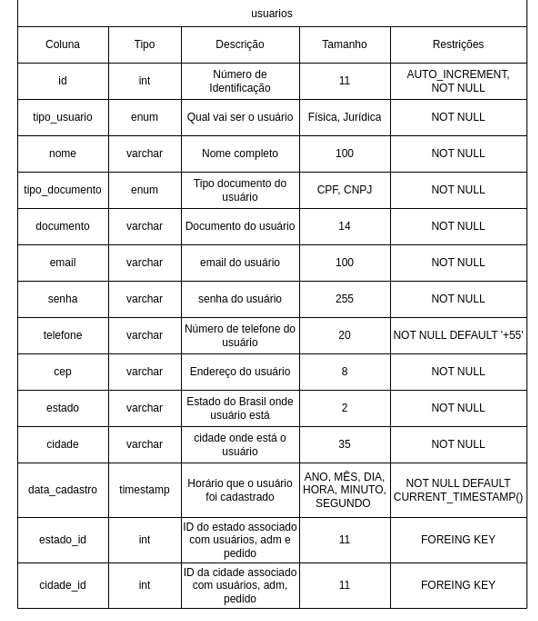 usuarios
Coluna Tipo Descrição Tamanho Restrições
id int Número de Identificação 11 AUTO_INCREMENT, NOT NULL
tipo_usuario enum Qual vai ser o usuário Física, Jurídica NOT NULL
nome varchar Nome completo 100 NOT NULL
tipo_documento enum Tipo documento do usuário CPF, CNPJ NOT NULL
documento varchar Documento do usuário 14 NOT NULL
email varchar email do usuário 100 NOT NULL
senha varchar senha do usuário 255 NOT NULL
telefone varchar Número de telefone do usuário 20 NOT NULL DEFAULT '+55'
cep varchar Endereço do usuário 8 NOT NULL
estado varchar Estado do Brasil onde usuário está 2 NOT NULL
cidade varchar cidade onde está o usuário 35 NOT NULL
data_cadastro timestamp Horário que o usuário foi cadastrado ANO, MÊS, DIA, HORA, MINUTO, SEGUNDO NOT NULL DEFAULT CURRENT_TIMESTAMP()
estado_id int ID do estado associado com usuários, adm e pedido 11 FOREING KEY
cidade_id int ID da cidade associado com usuários, adm, pedido 11 FOREING KEY